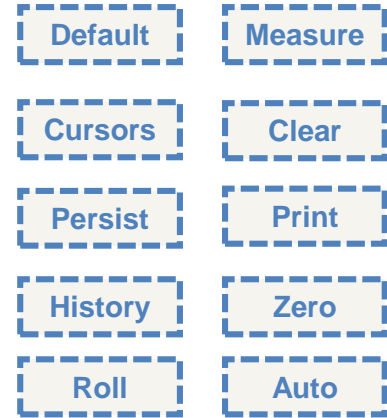 Default
Measure
Cursors
Clear
Persist
Print
History
Zero
Roll
Auto